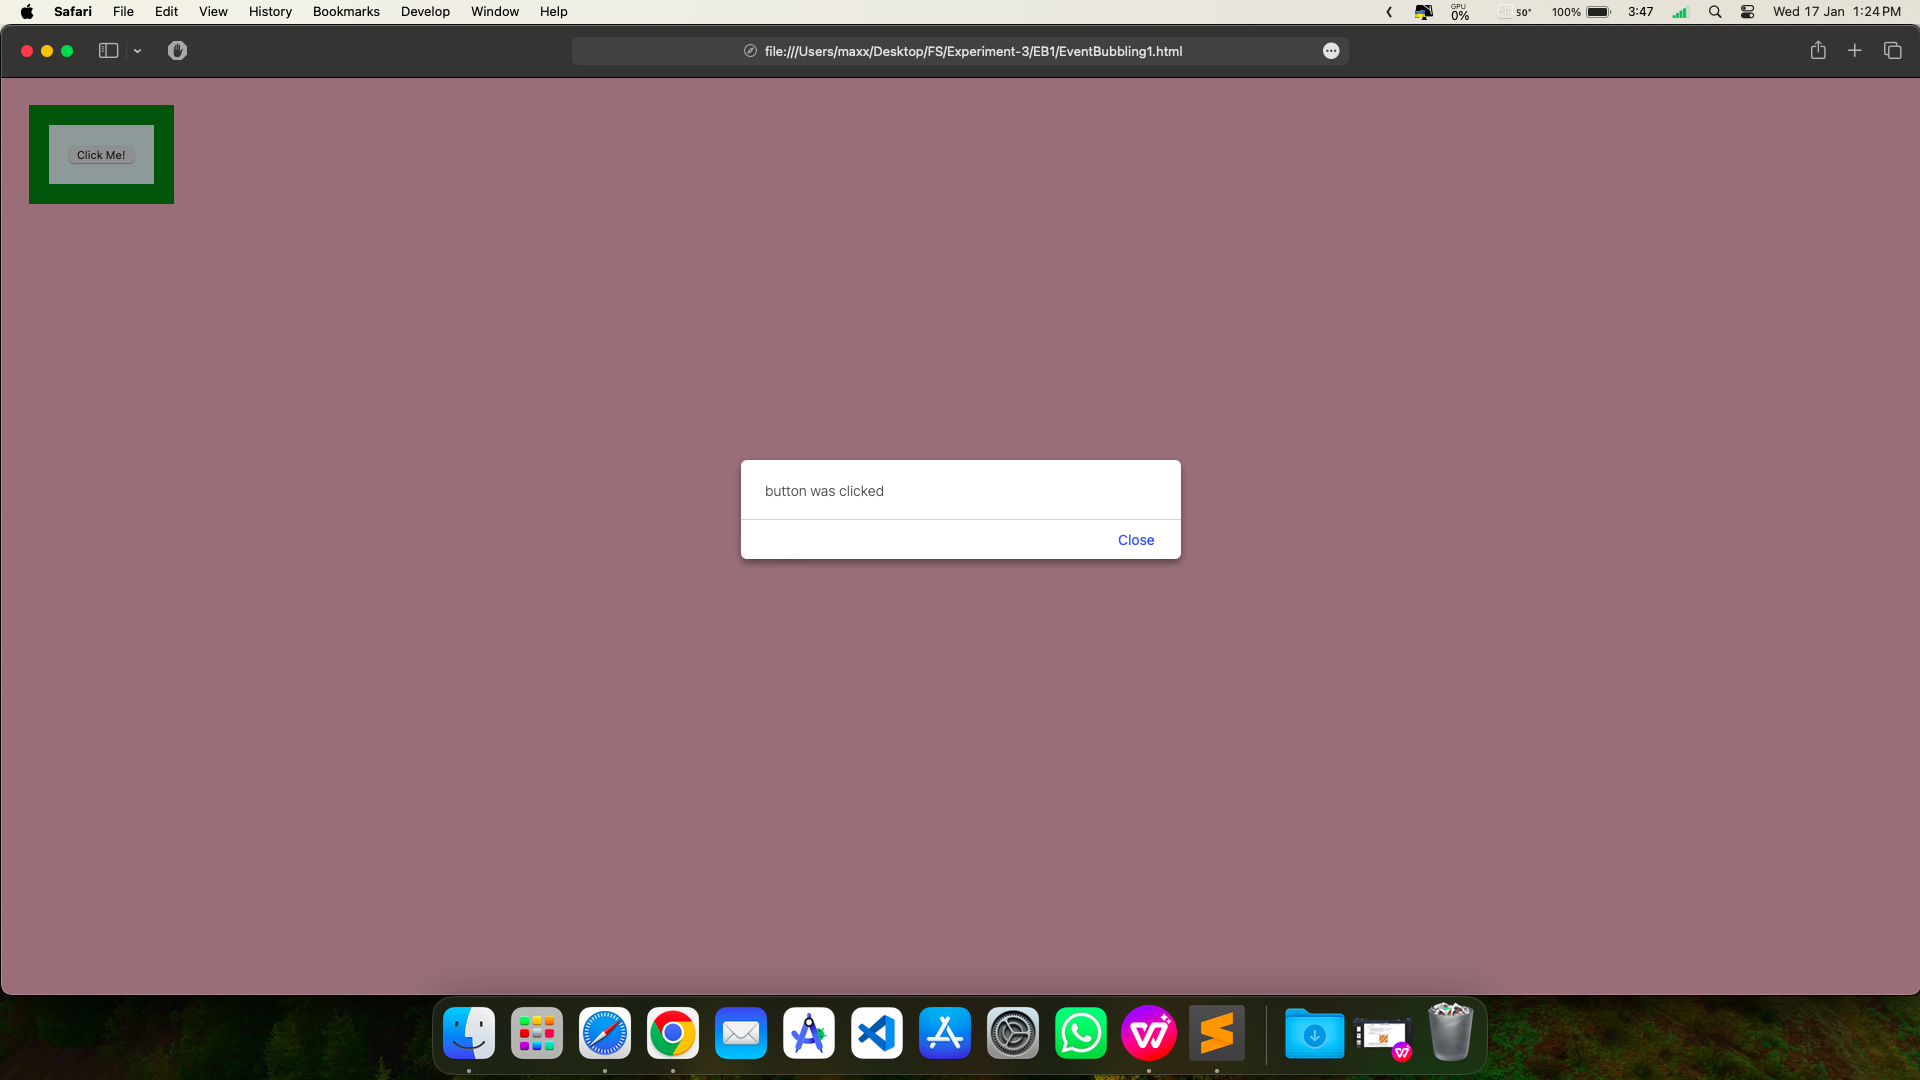 Safari File Edit View History Bookmarks Develop Window Help GPU 0% 50° 100% 3:47 Wed 17 Jan 1:24 PM
file:///Users/maxx/Desktop/FS/Experiment-3/EB1/EventBubbling1.html
Click Me!
button was clicked
Close